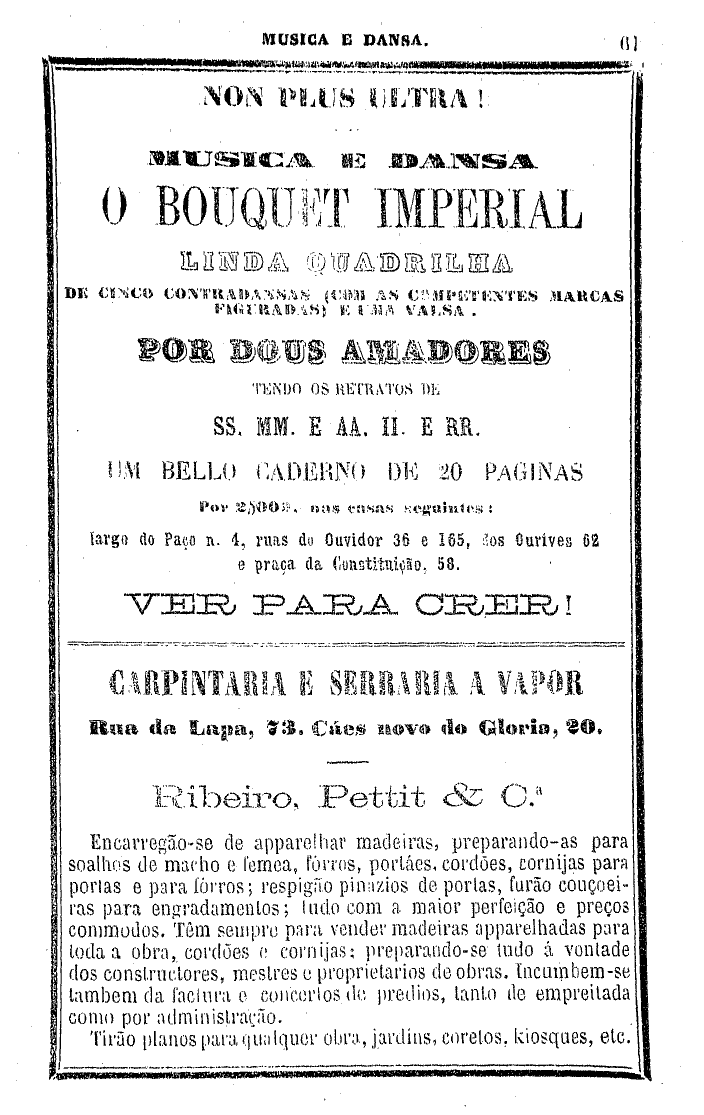 MUSICA E DANSA. 61
NON PLUS ULTRA!
MUSICA E DANSA
O BOUQUET IMPERIAL
LINDA QUADRILHA
DE CINCO CONTRADANSAS (COM AS COMPETENTES MARCAS
FIGURADAS) E UMA VALSA.
POR DOUS AMADORES
TENDO OS RETRATOS DE
SS. MM. E AA. II. E RR.
UM BELLO CADERNO DE 20 PAGINAS
Por nas casas seguintes:
largo do Paço n. 4, ruas do Ouvidor 36 e 165, dos Ourives 62
e praça da Constituição, 58.
VER PARA CRER!
CARPINTARIA E SERRARIA A VAPOR
Rua da Lapa, 73. Cáes novo do Gloria, 20.
Ribeiro, Pettit & C.ª
Encarregão-se de apparelhar madeiras, preparando-as para
soalhos de macho e femea, fórros, portáes, cordões, cornijas para
portas e para fórros; respigão pinazios de portas, furão couçoei-
ras para engradamentos; tudo com a maior perfeição e preços
commodos. Têm sempre para vender madeiras apparelhadas para
toda a obra, cordões e cornijas; preparando-se tudo á vontade
dos constructores, mestres e proprietarios de obras. Incumbem-se
tambem da factura e concertos de predios, tanto de empreitada
como por administração.
Tirão planos para qualquer obra, jardins, coretos, kiosques, etc.